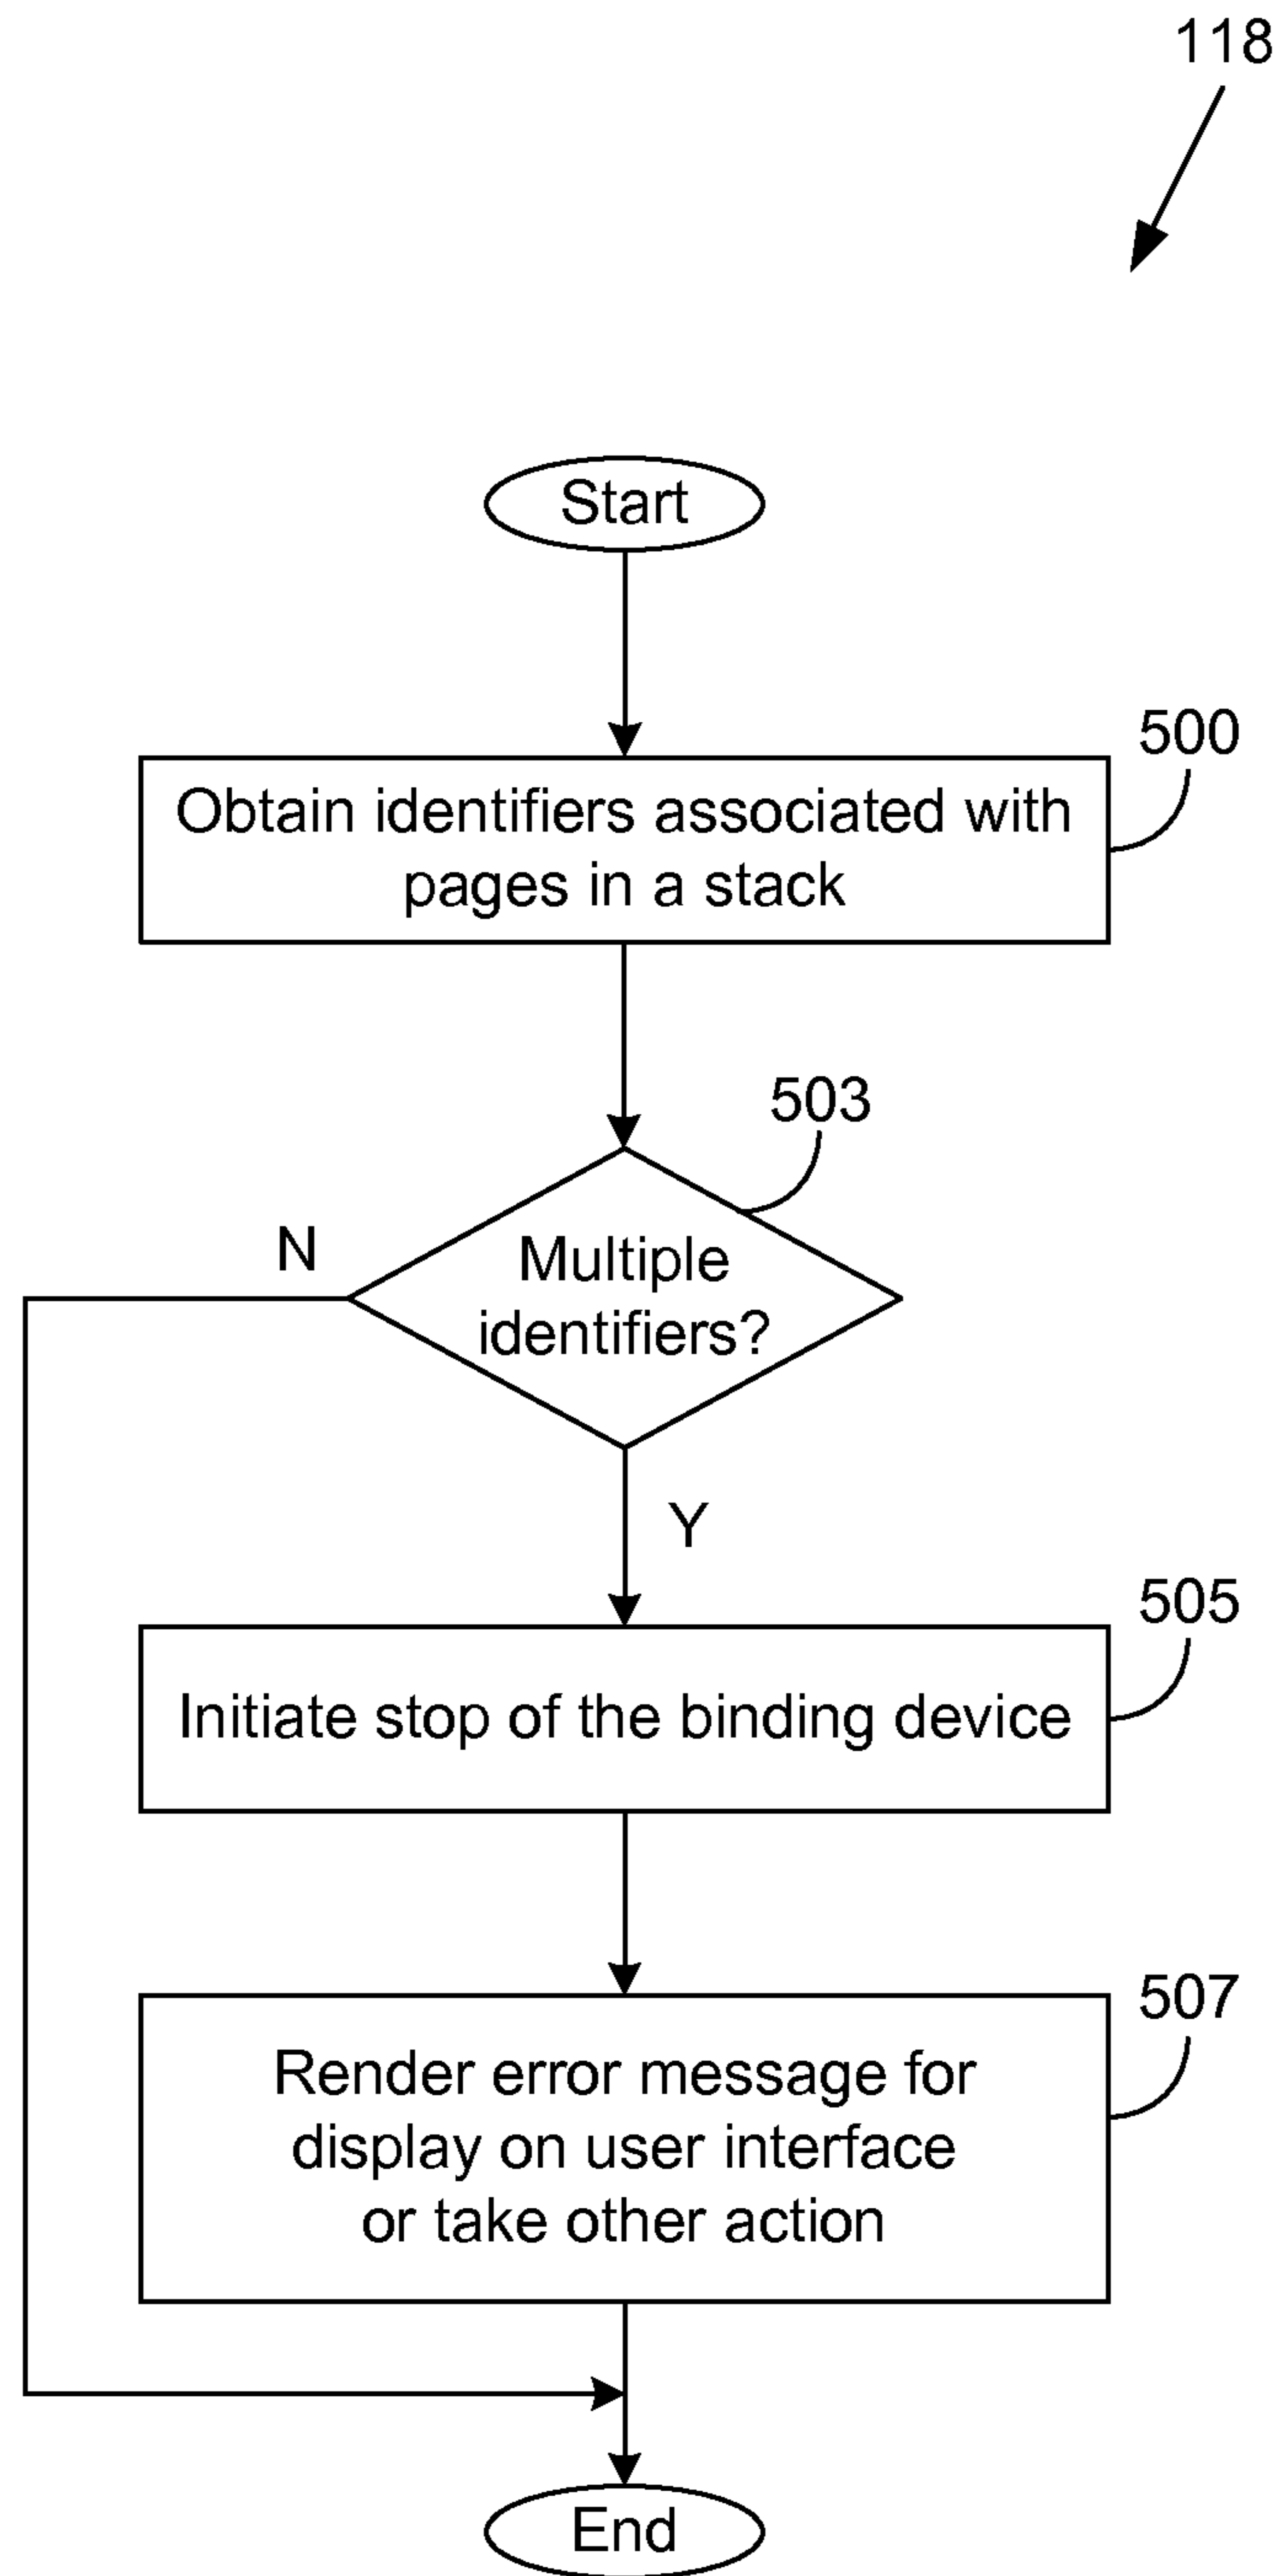 118
Start
500
Obtain identifiers associated with
pages in a stack
503
N
Multiple
identifiers?
Y
505
Initiate stop of the binding device
507
Render error message for
display on user interface
or take other action
End